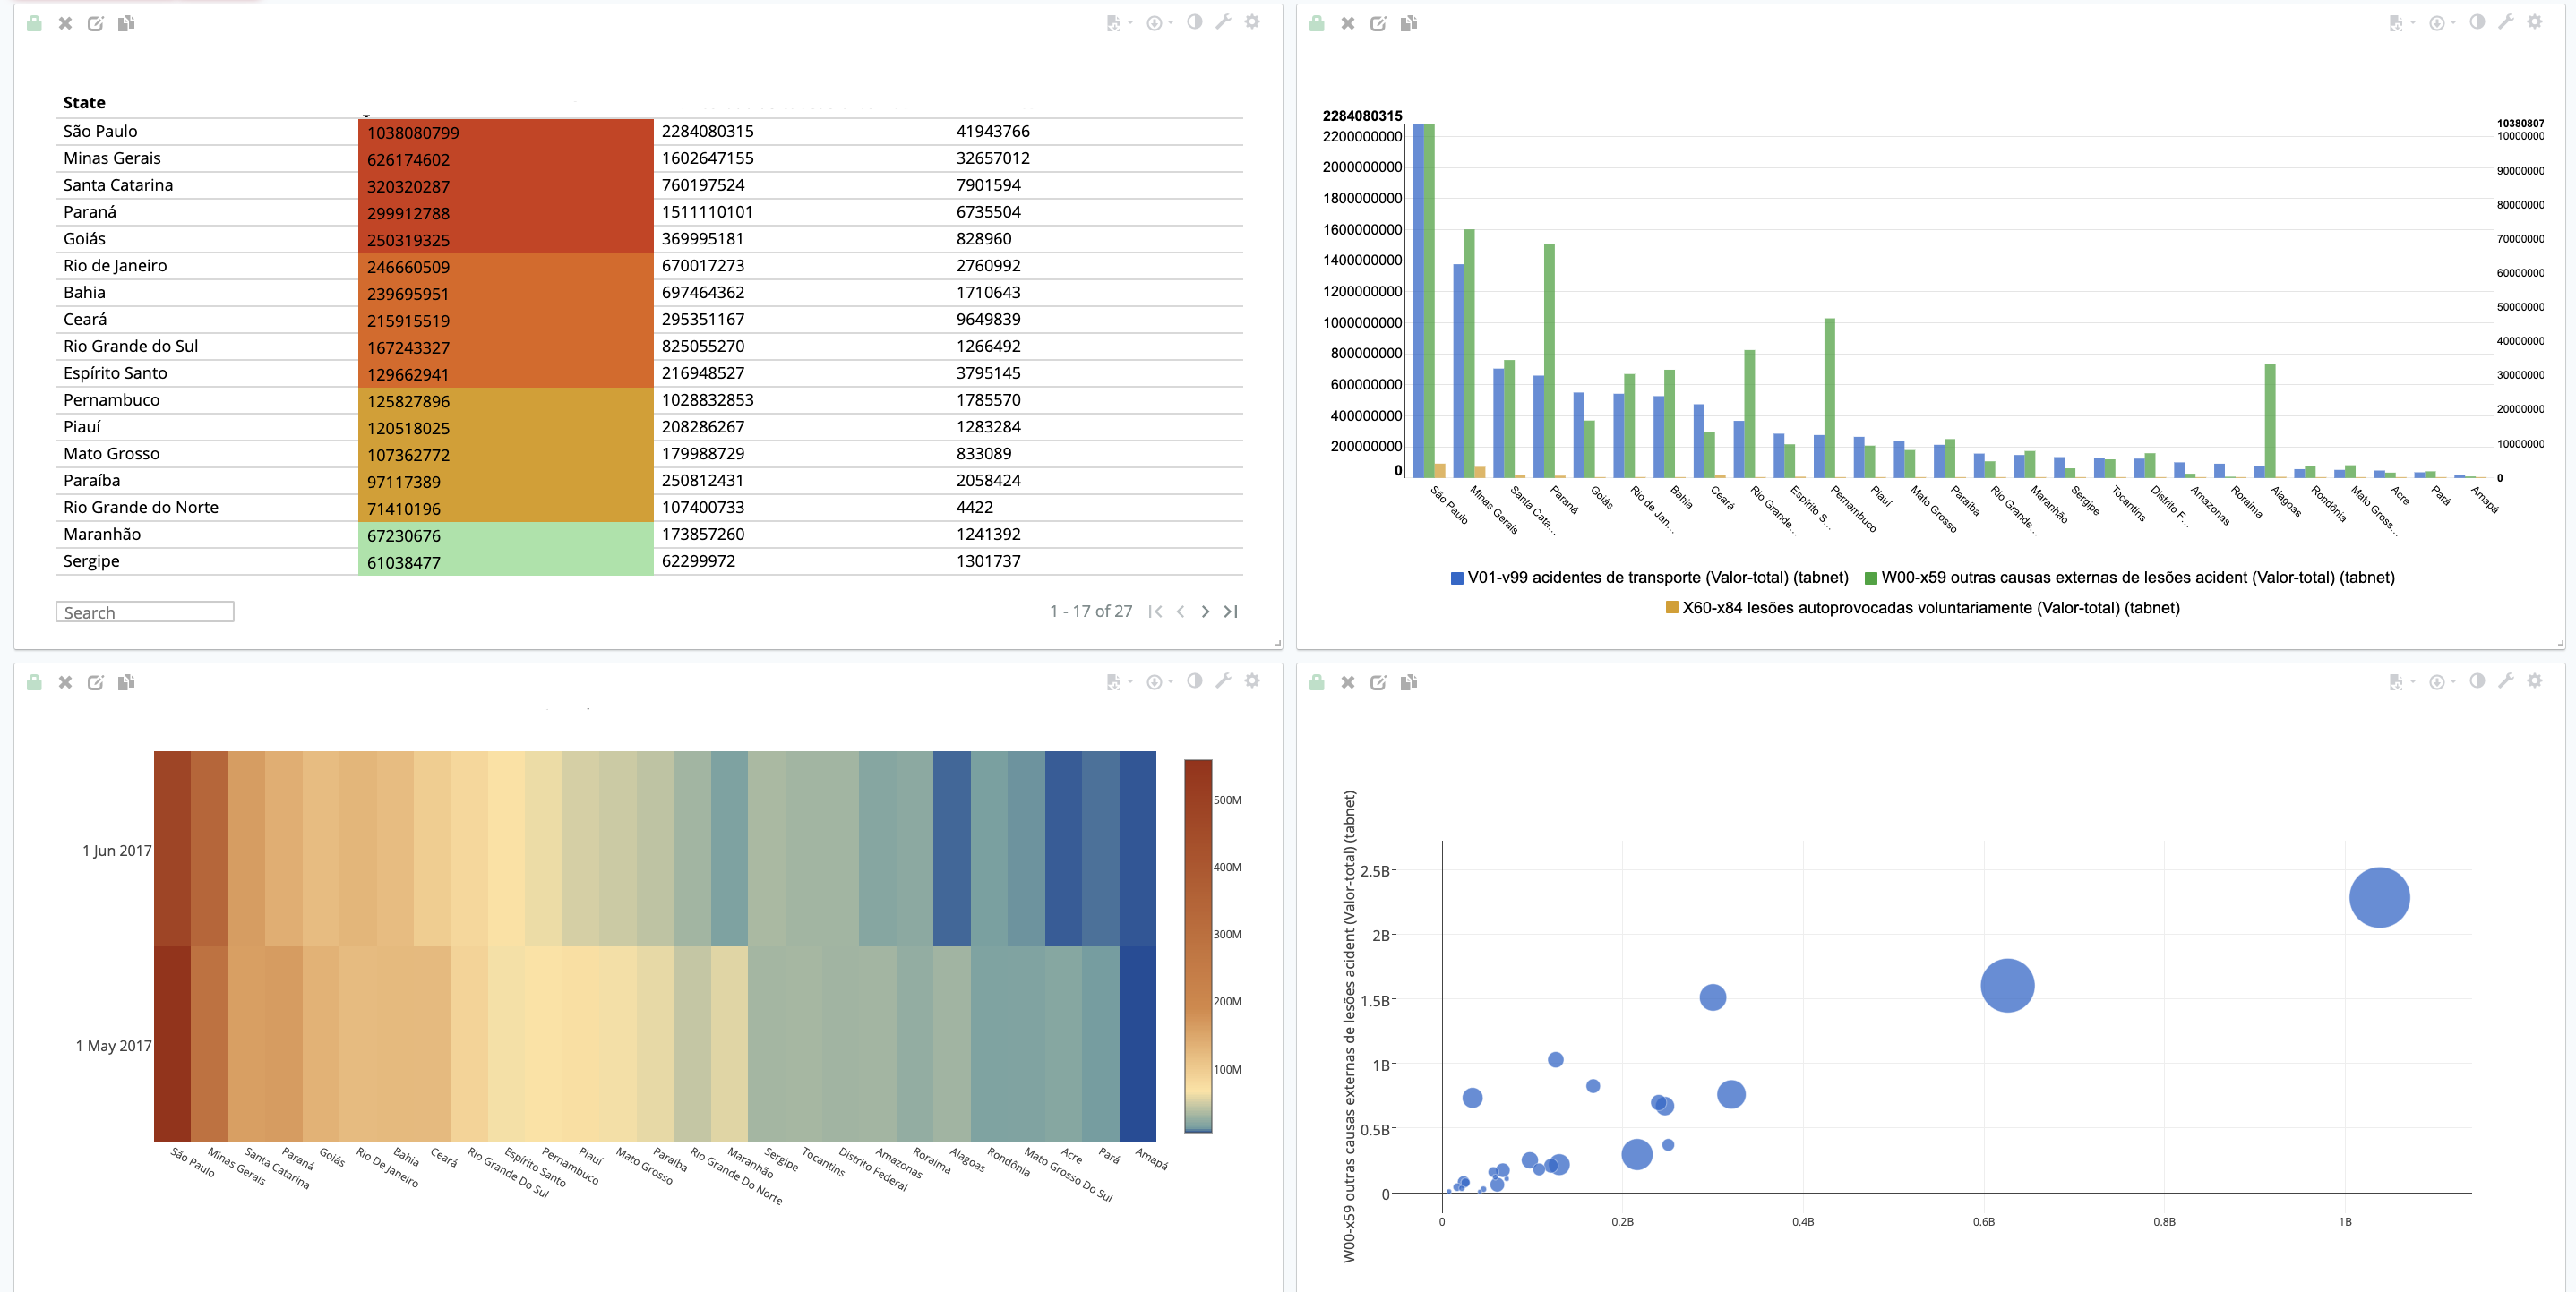 State
São Paulo 1038080799 2284080315 41943766
Minas Gerais 626174602 1602647155 32657012
Santa Catarina 320320287 760197524 7901594
Paraná 299912788 1511110101 6735504
Goiás 250319325 369995181 828960
Rio de Janeiro 246660509 670017273 2760992
Bahia 239695951 697464362 1710643
Ceará 215915519 295351167 9649839
Rio Grande do Sul 167243327 825055270 1266492
Espírito Santo 129662941 216948527 3795145
Pernambuco 125827896 1028832853 1785570
Piauí 120518025 208286267 1283284
Mato Grosso 107362772 179988729 833089
Paraíba 97117389 250812431 2058424
Rio Grande do Norte 71410196 107400733 4422
Maranhão 67230676 173857260 1241392
Sergipe 61038477 62299972 1301737
Search
1 - 17 of 27
2284080315
2200000000
2000000000
1800000000
1600000000
1400000000
1200000000
1000000000
800000000
600000000
400000000
200000000
0
10380807
10000000
90000000
80000000
70000000
60000000
50000000
40000000
30000000
20000000
10000000
0
São Paulo
Minas Gerais
Santa Cata...
Paraná
Goiás
Rio de Jan...
Bahia
Ceará
Rio Grande...
Espírito S...
Pernambuco
Piauí
Mato Grosso
Paraíba
Rio Grande...
Maranhão
Sergipe
Tocantins
Distrito F...
Amazonas
Roraima
Alagoas
Rondônia
Mato Gross...
Acre
Pará
Amapá
V01-v99 acidentes de transporte (Valor-total) (tabnet)
W00-x59 outras causas externas de lesões acident (Valor-total) (tabnet)
X60-x84 lesões autoprovocadas voluntariamente (Valor-total) (tabnet)
1 Jun 2017
1 May 2017
São Paulo
Minas Gerais
Santa Catarina
Paraná
Goiás
Rio De Janeiro
Bahia
Ceará
Rio Grande Do Sul
Espírito Santo
Pernambuco
Piauí
Mato Grosso
Paraíba
Rio Grande Do Norte
Maranhão
Sergipe
Tocantins
Distrito Federal
Amazonas
Roraima
Alagoas
Rondônia
Mato Grosso Do Sul
Acre
Pará
Amapá
500M
400M
300M
200M
100M
W00-x59 outras causas externas de lesões acident (Valor-total) (tabnet)
2.5B
2B
1.5B
1B
0.5B
0
0
0.2B
0.4B
0.6B
0.8B
1B